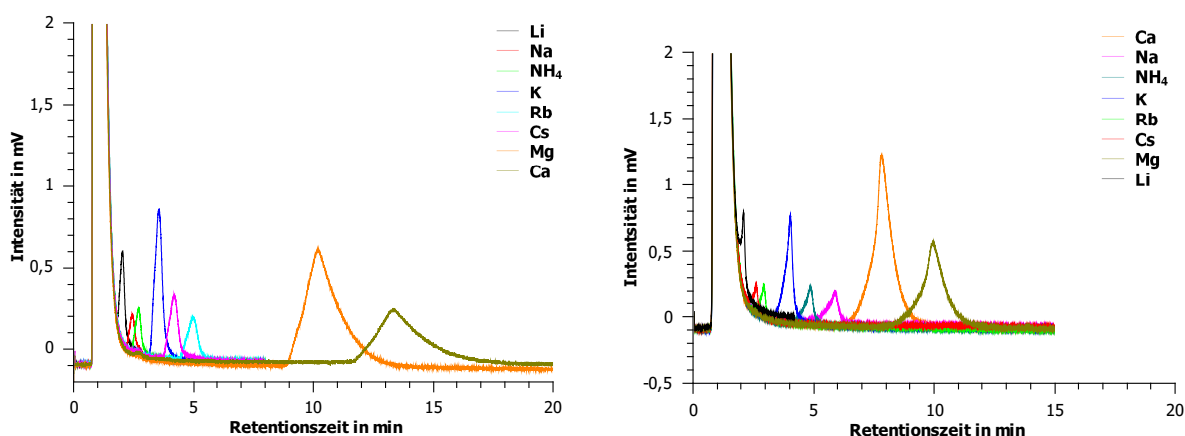 2
1,5
1
0,5
0
Intensität in mV
0 5 10 15 20
Retentionszeit in min
Li
Na
NH₄
K
Rb
Cs
Mg
Ca
2
1,5
1
0,5
0
-0,5
Intentsität in mV
0 5 10 15 20
Retentionszeit in min
Ca
Na
NH₄
K
Rb
Cs
Mg
Li